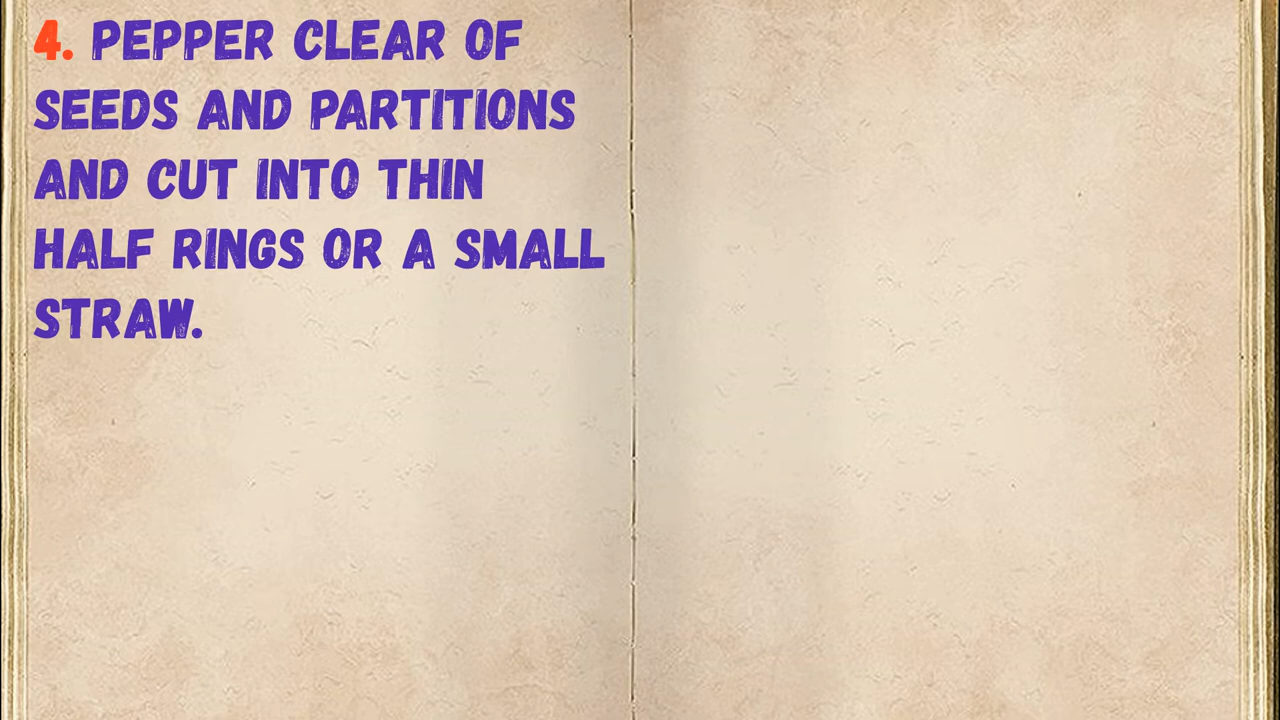 4. PEPPER CLEAR OF
SEEDS AND PARTITIONS
AND CUT INTO THIN
HALF RINGS OR A SMALL
STRAW.